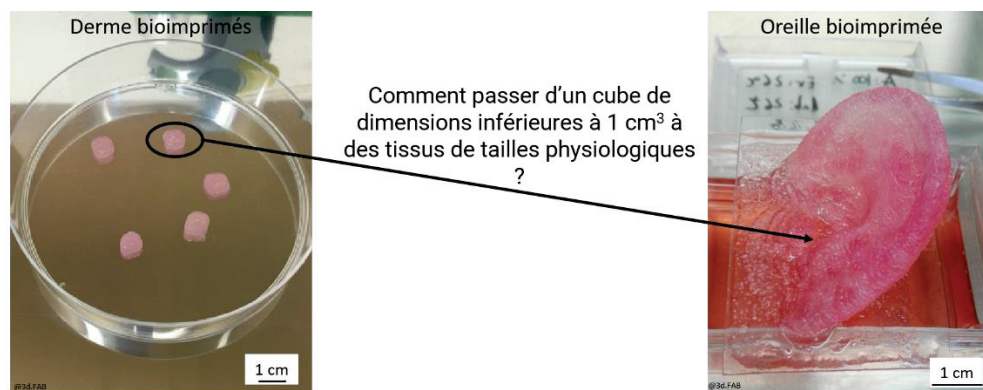 Derme bioimprimés
Oreille bioimprimée
Comment passer d'un cube de
dimensions inférieures à 1 cm³ à
des tissus de tailles physiologiques
?
1 cm
@3d.FAB
1 cm
@3d.FAB